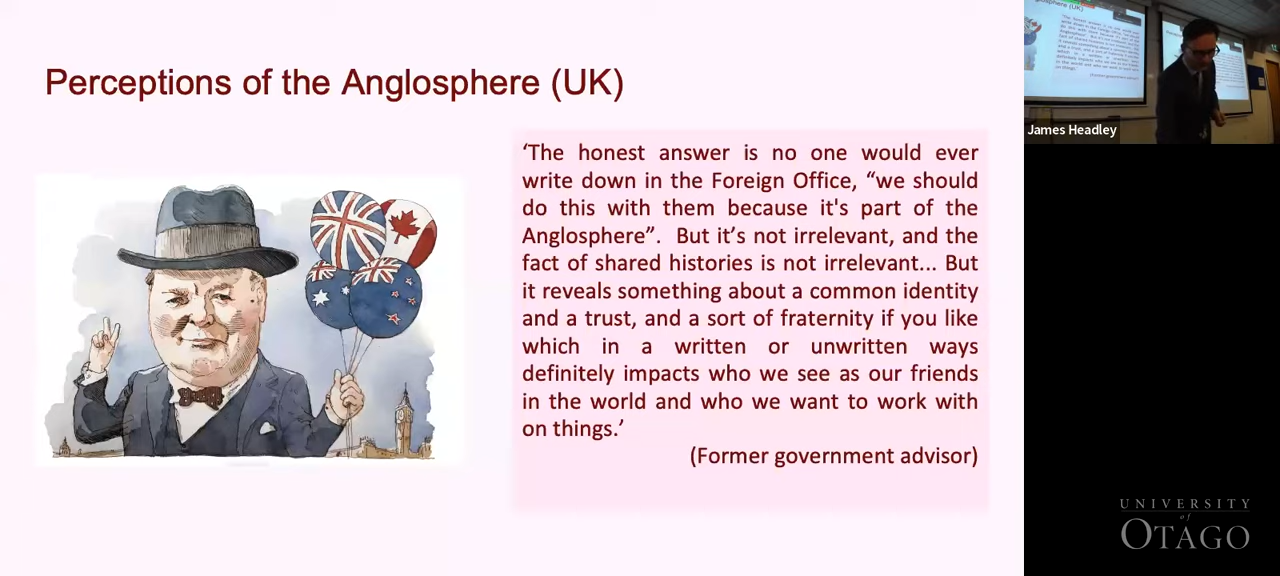 Perceptions of the Anglosphere (UK)
‘The honest answer is no one would ever
write down in the Foreign Office, “we should
do this with them because it's part of the
Anglosphere”.  But it’s not irrelevant, and the
fact of shared histories is not irrelevant... But
it reveals something about a common identity
and a trust, and a sort of fraternity if you like
which in a written or unwritten ways
definitely impacts who we see as our friends
in the world and who we want to work with
on things.’
(Former government advisor)
James Headley
UNIVERSITY
of
OTAGO